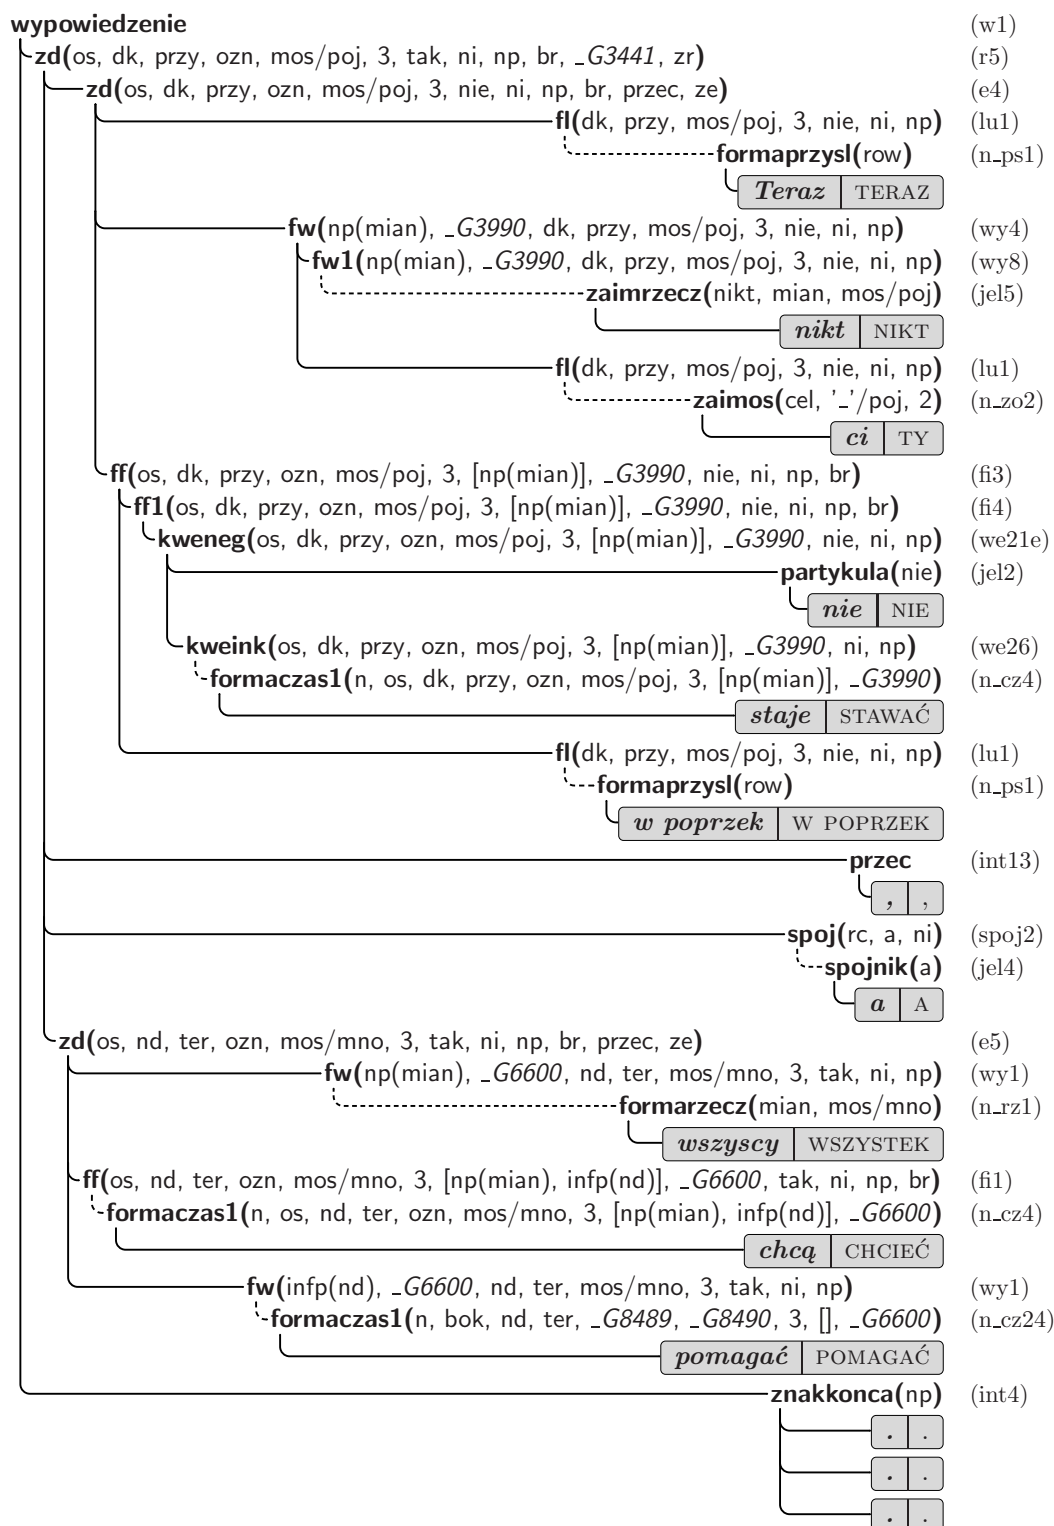 wypowiedzenie (w1)
zd(os, dk, przy, ozn, mos/poj, 3, tak, ni, np, br, _G3441, zr) (r5)
zd(os, dk, przy, ozn, mos/poj, 3, nie, ni, np, br, przec, ze) (e4)
fl(dk, przy, mos/poj, 3, nie, ni, np) (lu1)
formaprzysl(row) (n_ps1)
Teraz TERAZ
fw(np(mian), _G3990, dk, przy, mos/poj, 3, nie, ni, np) (wy4)
fw1(np(mian), _G3990, dk, przy, mos/poj, 3, nie, ni, np) (wy8)
zaimrzecz(nikt, mian, mos/poj) (jel5)
nikt NIKT
fl(dk, przy, mos/poj, 3, nie, ni, np) (lu1)
zaimos(cel, '_'/poj, 2) (n_zo2)
ci TY
ff(os, dk, przy, ozn, mos/poj, 3, [np(mian)], _G3990, nie, ni, np, br) (fi3)
ff1(os, dk, przy, ozn, mos/poj, 3, [np(mian)], _G3990, nie, ni, np, br) (fi4)
kweneg(os, dk, przy, ozn, mos/poj, 3, [np(mian)], _G3990, nie, ni, np) (we21e)
partykula(nie) (jel2)
nie NIE
kweink(os, dk, przy, ozn, mos/poj, 3, [np(mian)], _G3990, ni, np) (we26)
formaczas1(n, os, dk, przy, ozn, mos/poj, 3, [np(mian)], _G3990) (n_cz4)
staje STAWAĆ
fl(dk, przy, mos/poj, 3, nie, ni, np) (lu1)
formaprzysl(row) (n_ps1)
w poprzek W POPRZEK
przec (int13)
, ,
spoj(rc, a, ni) (spoj2)
spojnik(a) (jel4)
a A
zd(os, nd, ter, ozn, mos/mno, 3, tak, ni, np, br, przec, ze) (e5)
fw(np(mian), _G6600, nd, ter, mos/mno, 3, tak, ni, np) (wy1)
formarzecz(mian, mos/mno) (n_rz1)
wszyscy WSZYSTEK
ff(os, nd, ter, ozn, mos/mno, 3, [np(mian), infp(nd)], _G6600, tak, ni, np, br) (fi1)
formaczas1(n, os, nd, ter, ozn, mos/mno, 3, [np(mian), infp(nd)], _G6600) (n_cz4)
chcą CHCIEĆ
fw(infp(nd), _G6600, nd, ter, mos/mno, 3, tak, ni, np) (wy1)
formaczas1(n, bok, nd, ter, _G8489, _G8490, 3, [], _G6600) (n_cz24)
pomagać POMAGAĆ
znakkonca(np) (int4)
. .
. .
. .